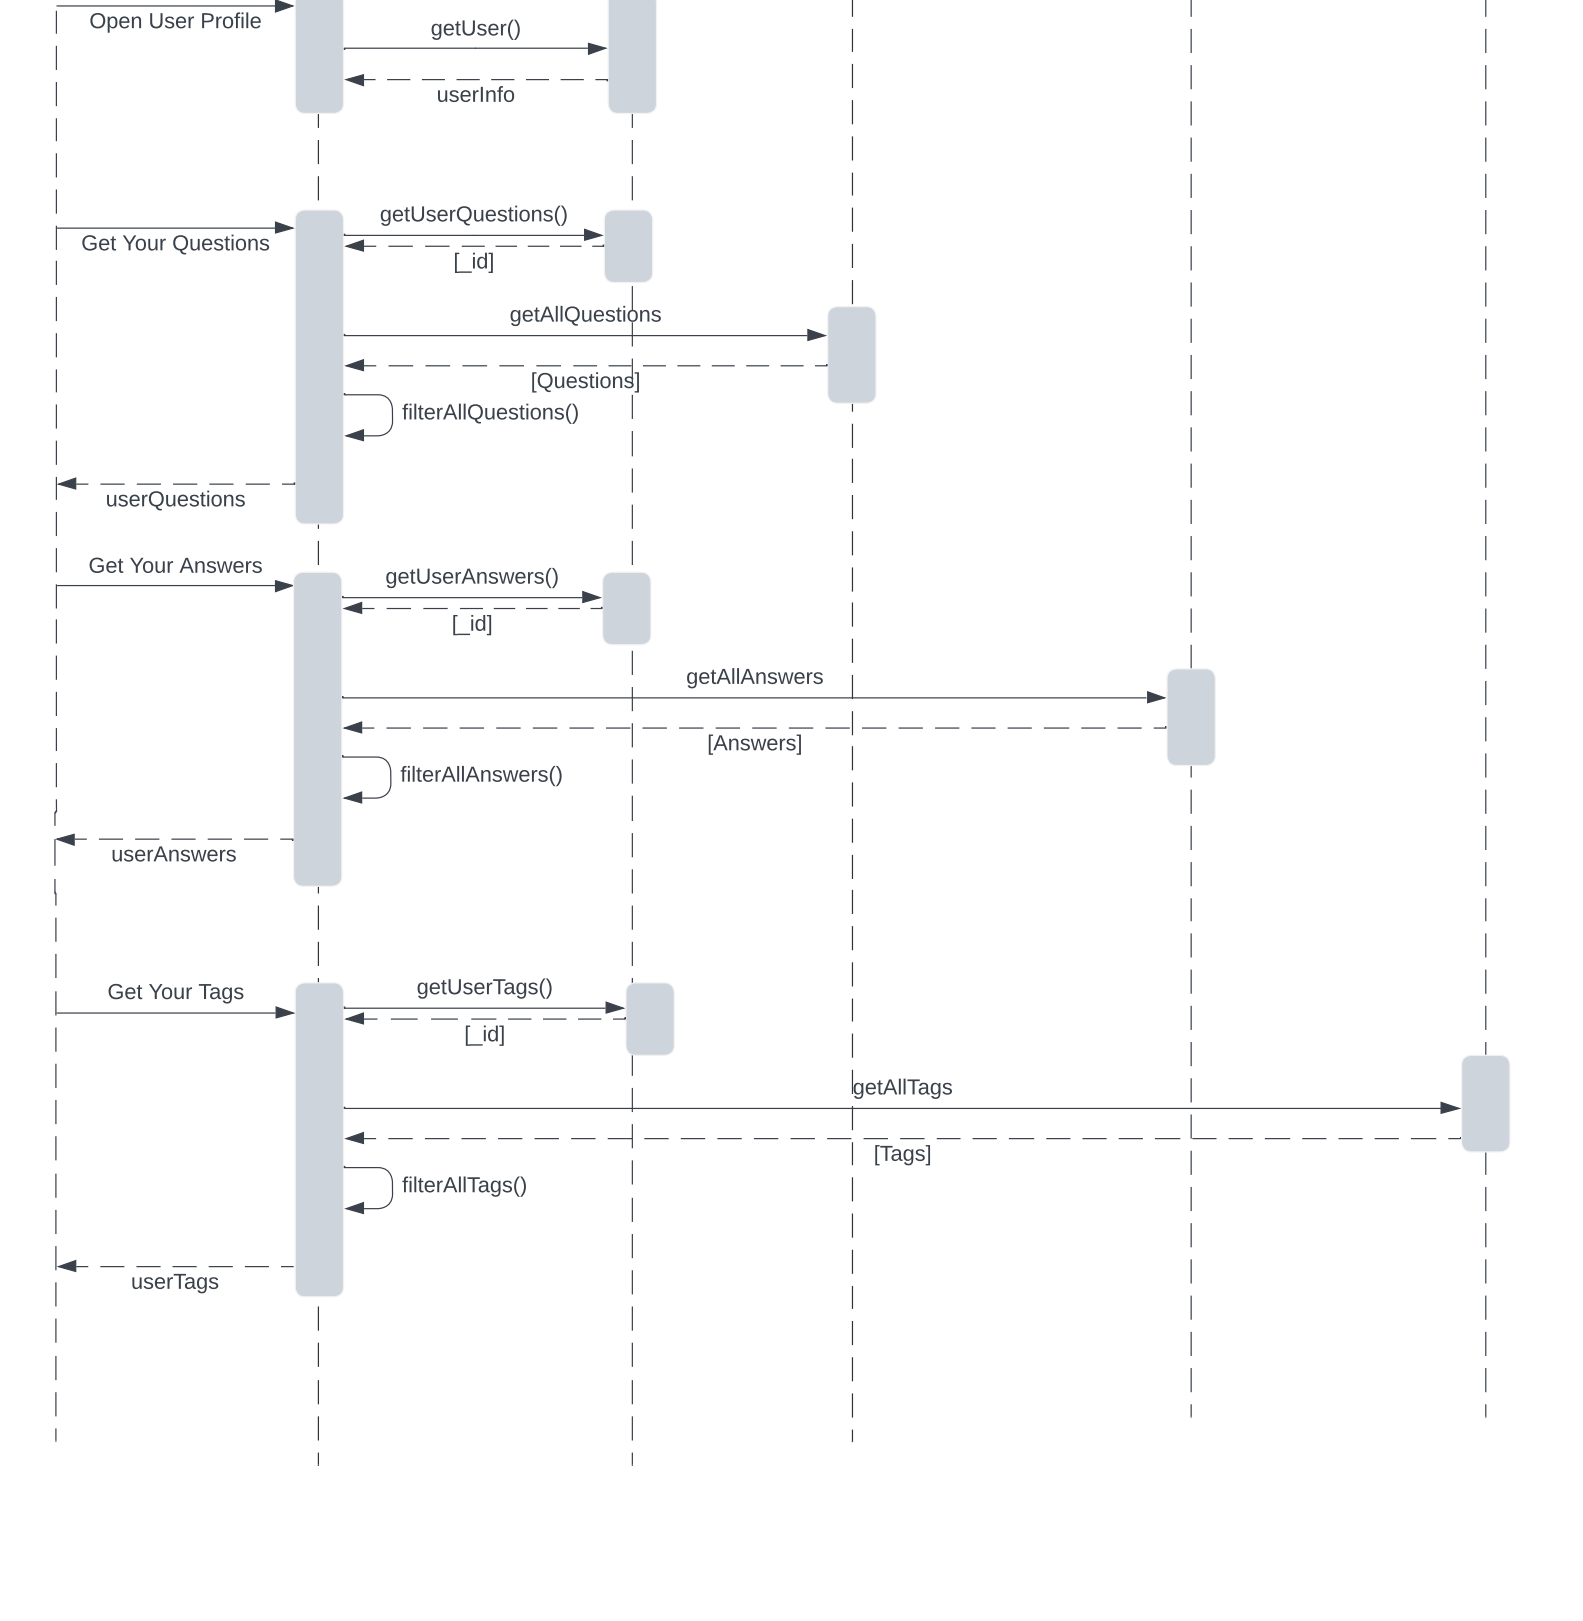 Open User Profile
getUser()
userInfo
getUserQuestions()
Get Your Questions
[_id]
getAllQuestions
[Questions]
filterAllQuestions()
userQuestions
Get Your Answers
getUserAnswers()
[_id]
getAllAnswers
[Answers]
filterAllAnswers()
userAnswers
Get Your Tags
getUserTags()
[_id]
getAllTags
[Tags]
filterAllTags()
userTags